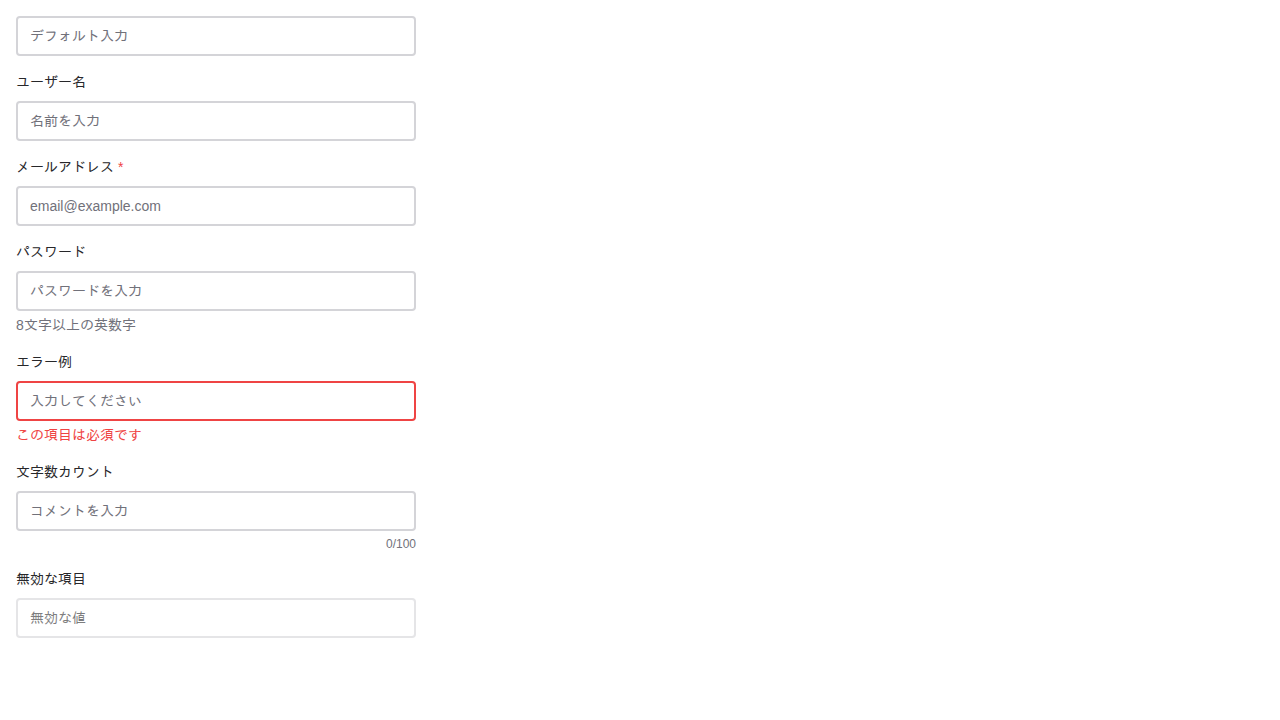 デフォルト入力
ユーザー名
名前を入力
メールアドレス *
email@example.com
パスワード
パスワードを入力
8文字以上の英数字
エラー例
入力してください
この項目は必須です
文字数カウント
コメントを入力
0/100
無効な項目
無効な値